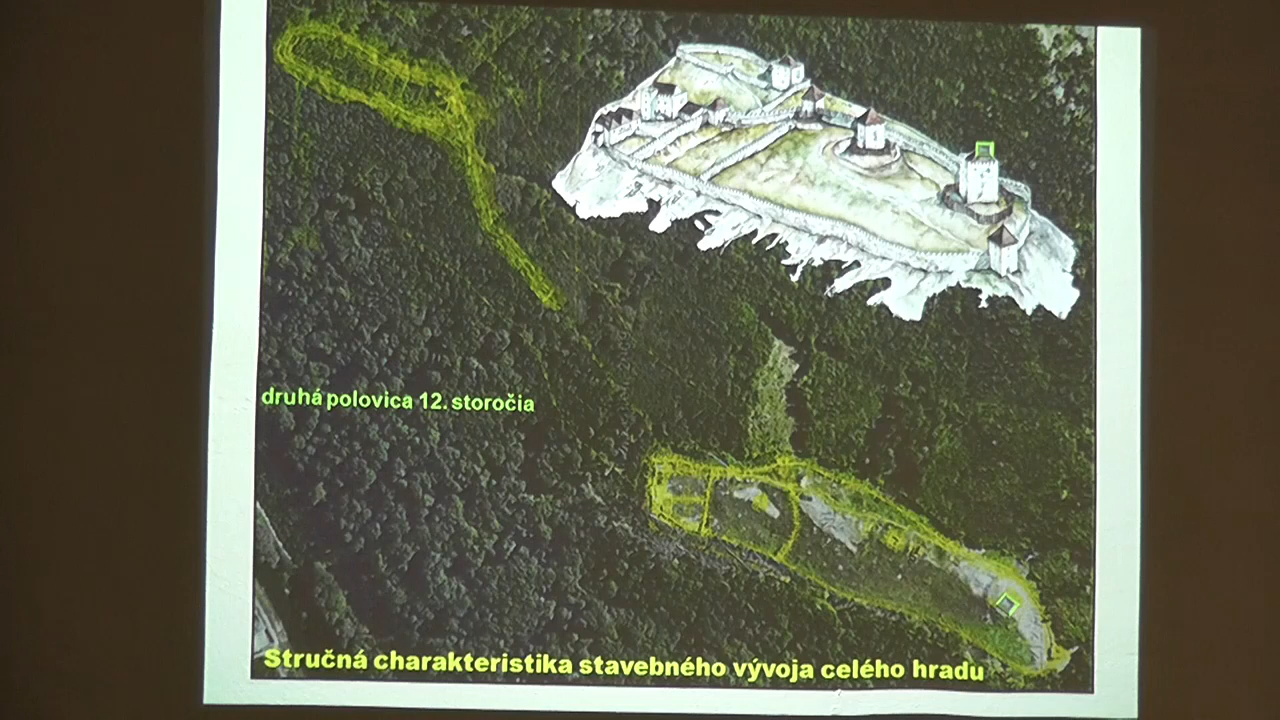 druhá polovica 12. storočia
Stručná charakteristika stavebného vývoja celého hradu